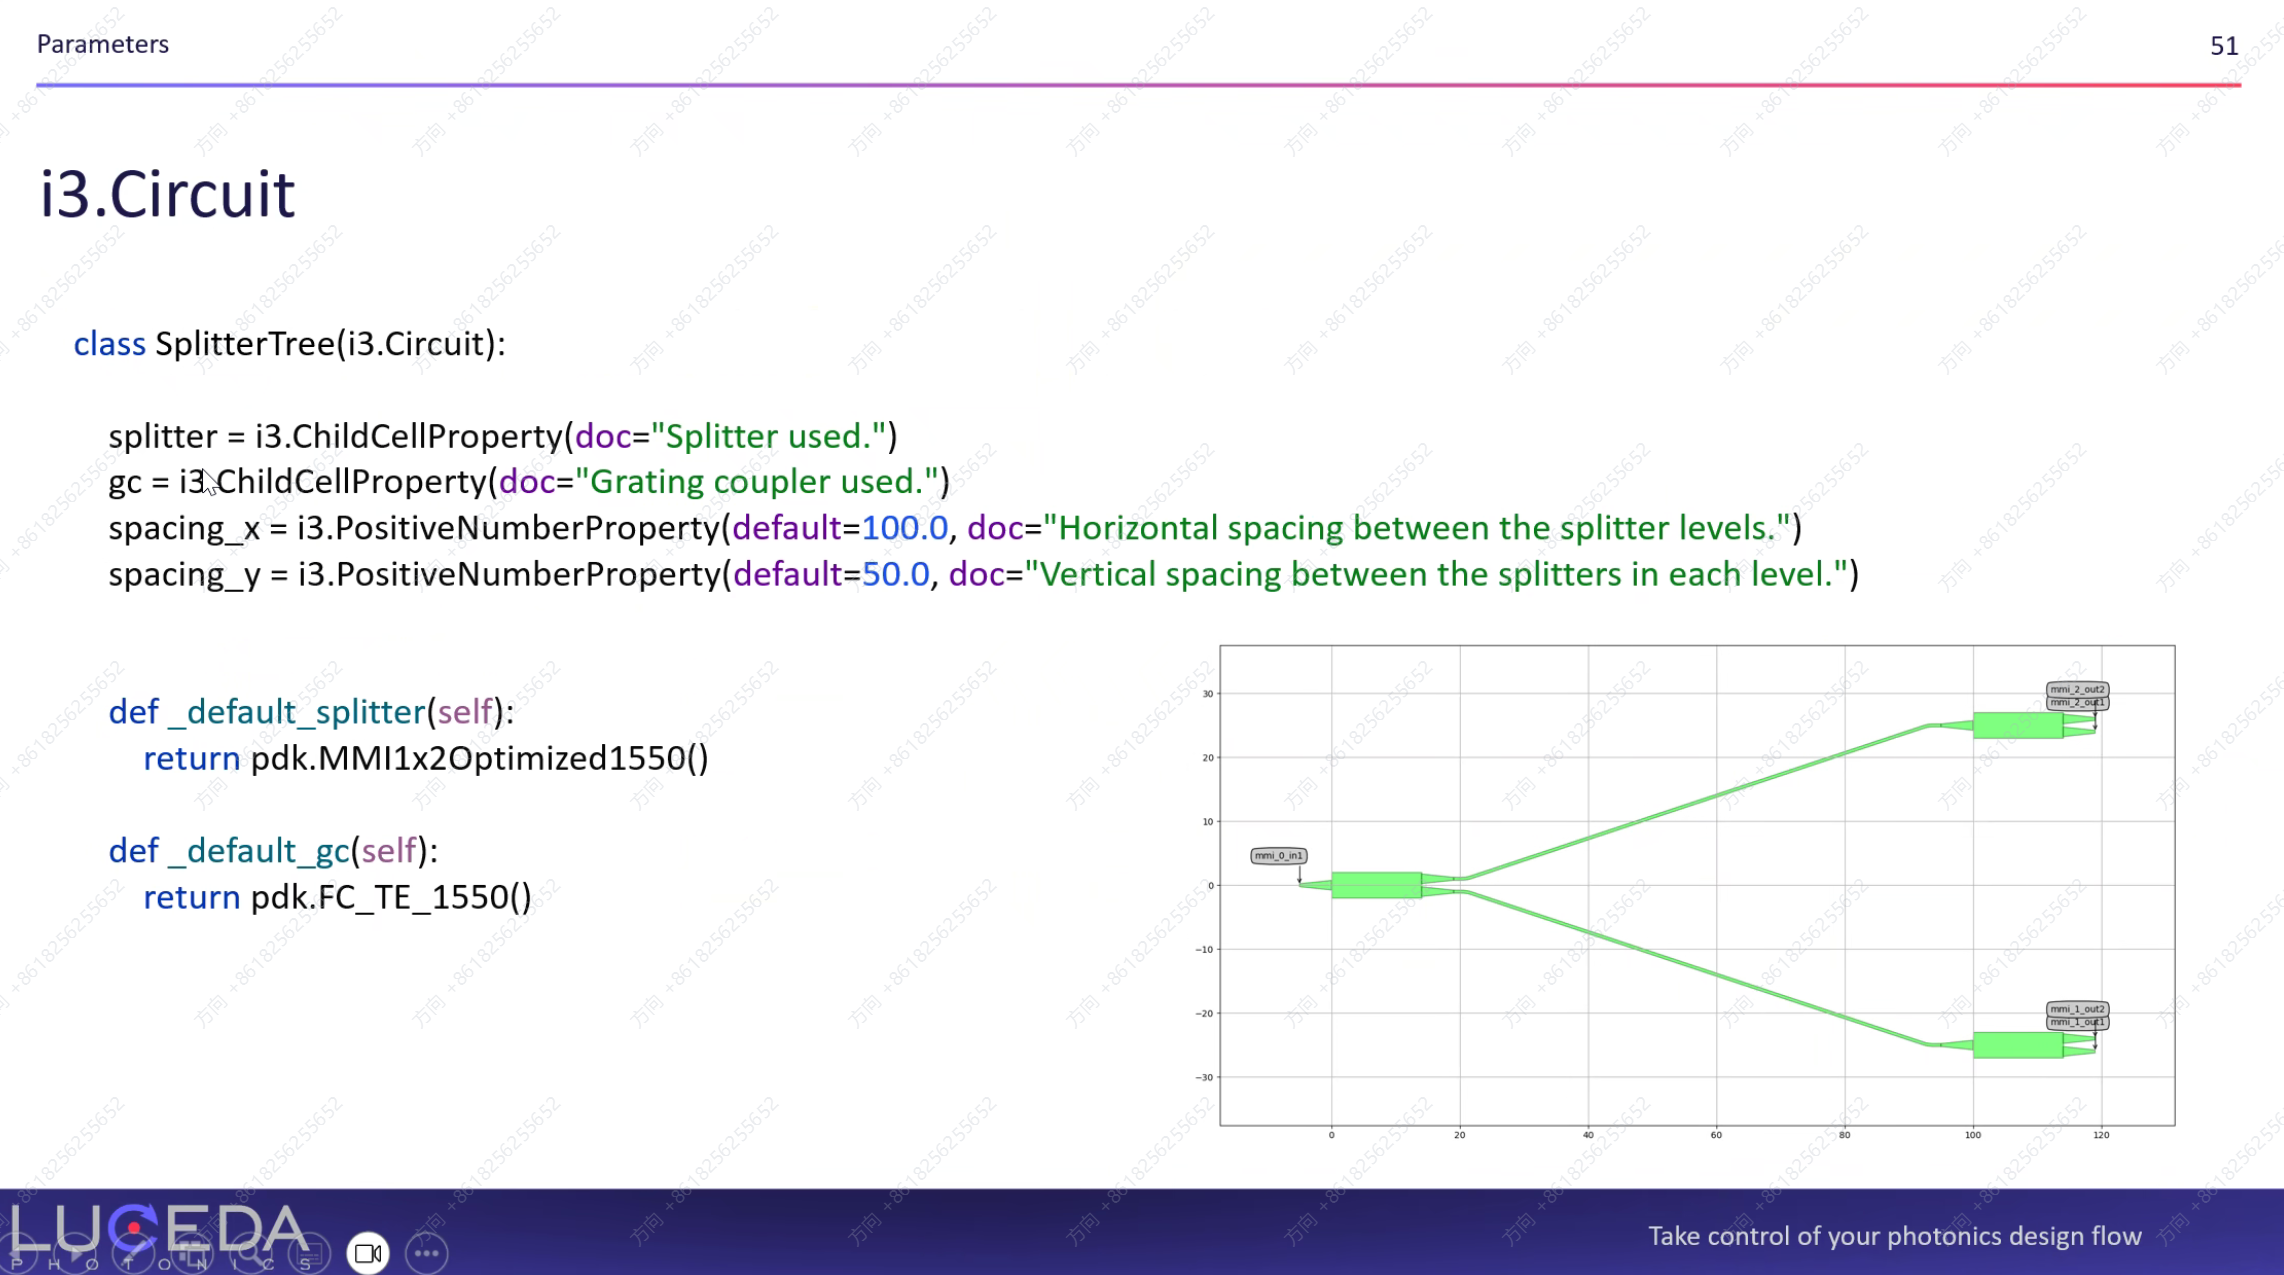 Parameters
51
i3.Circuit
class SplitterTree(i3.Circuit):
splitter = i3.ChildCellProperty(doc="Splitter used.")
gc = i3.ChildCellProperty(doc="Grating coupler used.")
spacing_x = i3.PositiveNumberProperty(default=100.0, doc="Horizontal spacing between the splitter levels.")
spacing_y = i3.PositiveNumberProperty(default=50.0, doc="Vertical spacing between the splitters in each level.")
def _default_splitter(self):
return pdk.MMI1x2Optimized1550()
def _default_gc(self):
return pdk.FC_TE_1550()
30
20
10
0
−10
−20
−30
0
20
40
60
80
100
120
mmi_0_in1
mmi_2_out2
mmi_2_out1
mmi_1_out2
mmi_1_out1
LUCEDA
PHOTONICS
Take control of your photonics design flow
方向 +8618256255652